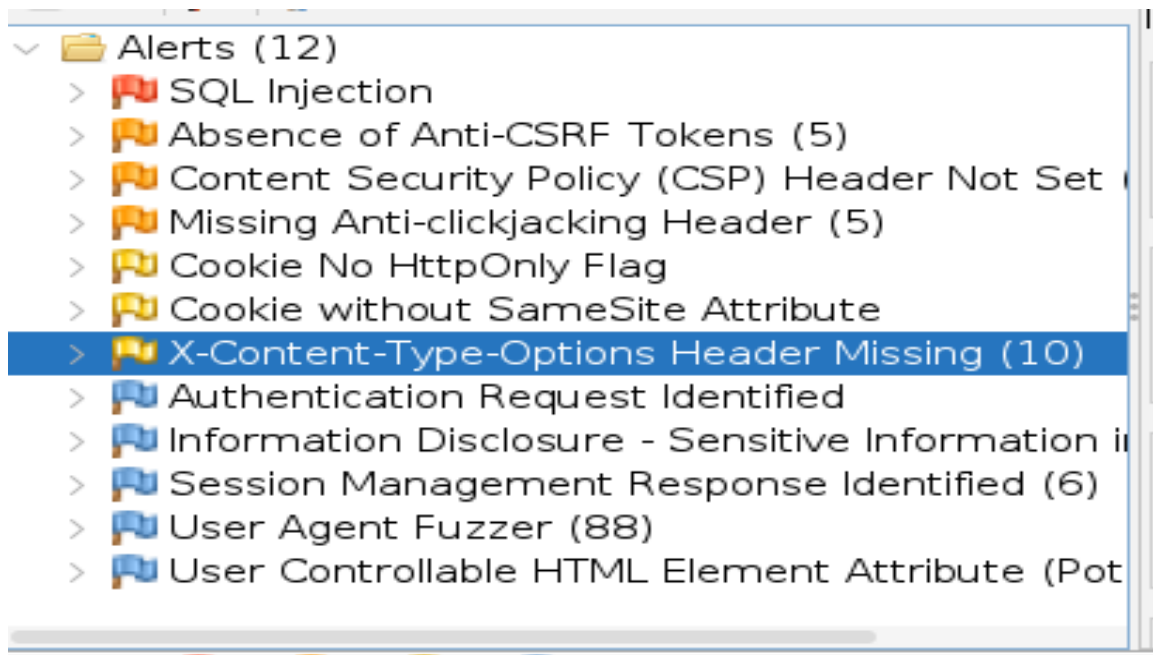 Alerts (12)
SQL Injection
Absence of Anti-CSRF Tokens (5)
Content Security Policy (CSP) Header Not Set (
Missing Anti-clickjacking Header (5)
Cookie No HttpOnly Flag
Cookie without SameSite Attribute
X-Content-Type-Options Header Missing (10)
Authentication Request Identified
Information Disclosure - Sensitive Information i
Session Management Response Identified (6)
User Agent Fuzzer (88)
User Controllable HTML Element Attribute (Pot